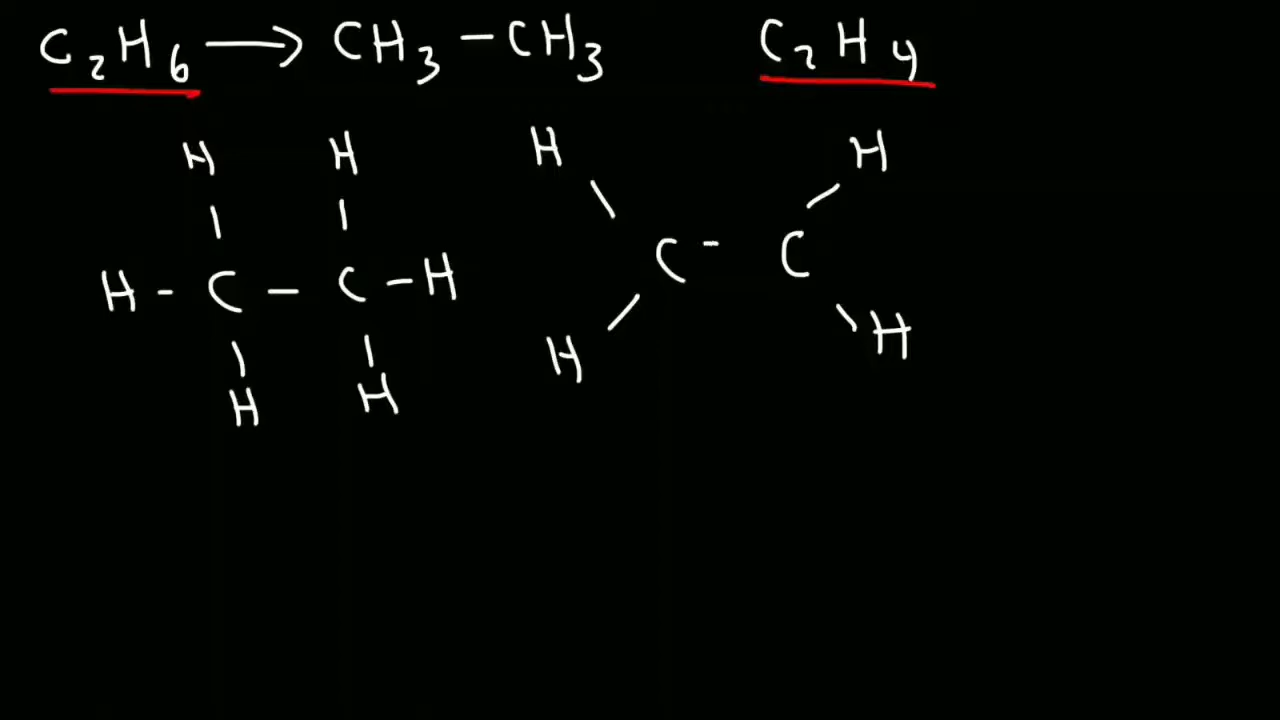 C₂H₆ → CH₃ – CH₃ C₂H₄
H H H H
H – C – C – H C – C
H H H H